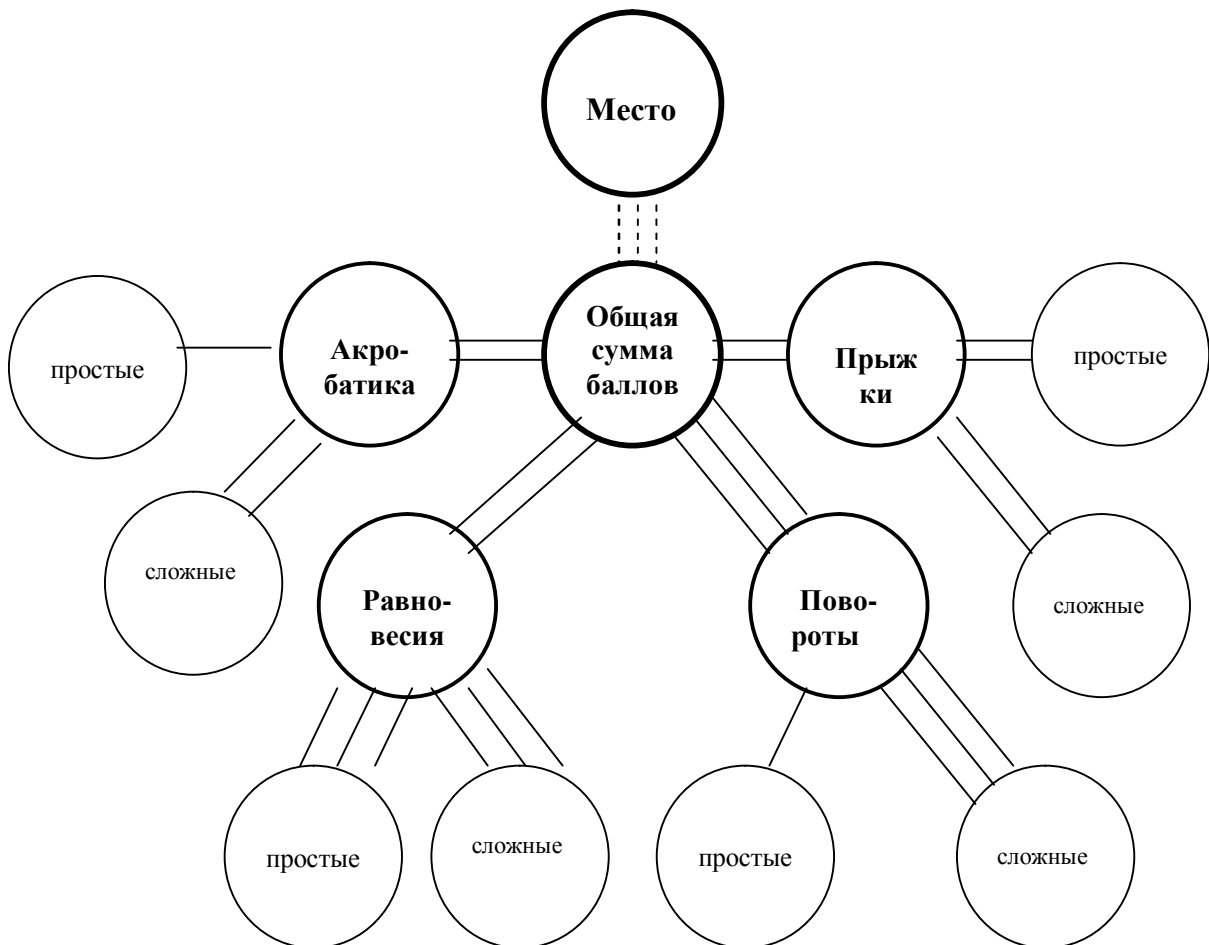 Место
Общая
сумма
баллов
Акро-
батика
Прыж
ки
простые
простые
сложные
Равно-
весия
Пово-
роты
сложные
простые
сложные
простые
сложные